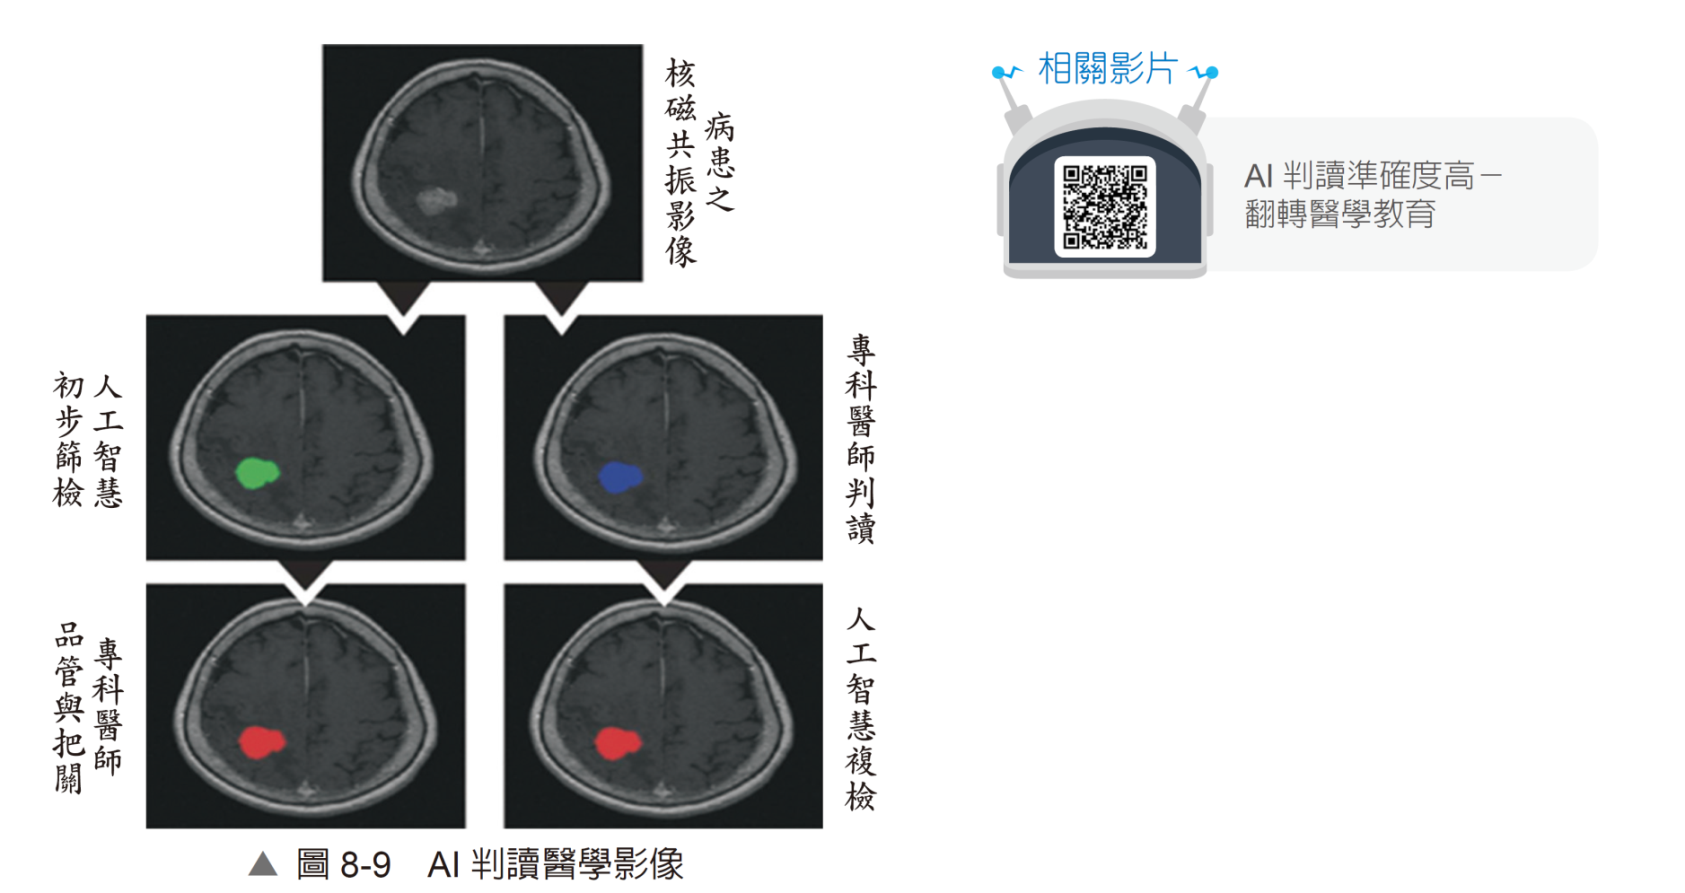 病患之
核磁共振影像
人工智慧
初步篩檢
專科醫師判讀
專科醫師
品管與把關
人工智慧複檢
▲ 圖 8-9 AI 判讀醫學影像
相關影片
AI 判讀準確度高－
翻轉醫學教育